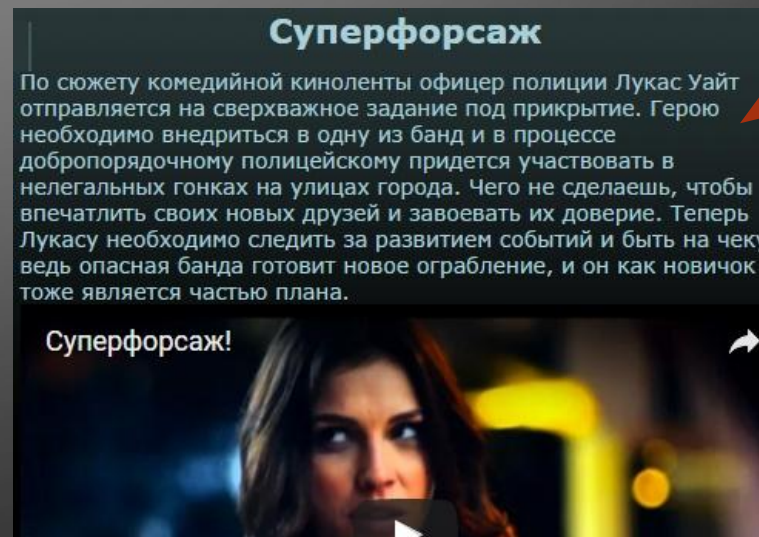 Суперфорсаж
По сюжету комедийной киноленты офицер полиции Лукас Уайт
отправляется на сверхважное задание под прикрытие. Герою
необходимо внедриться в одну из банд и в процессе
добропорядочному полицейскому придется участвовать в
нелегальных гонках на улицах города. Чего не сделаешь, чтобы
впечатлить своих новых друзей и завоевать их доверие. Теперь
Лукасу необходимо следить за развитием событий и быть на чеку
ведь опасная банда готовит новое ограбление, и он как новичок
тоже является частью плана.
Суперфорсаж!